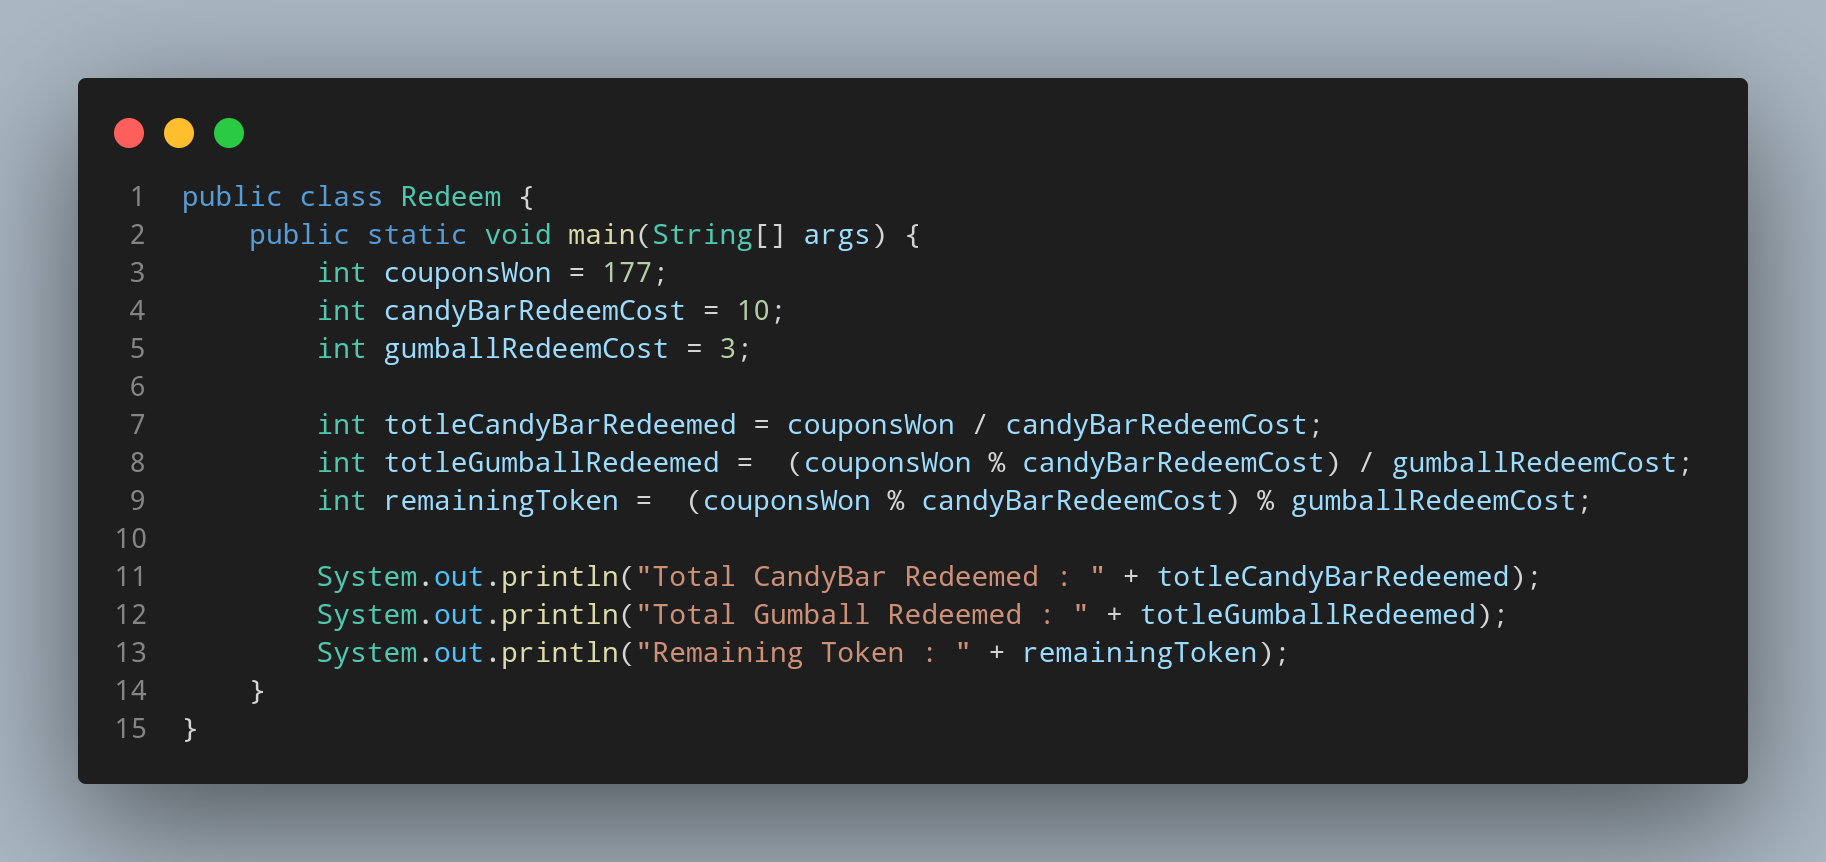 1 public class Redeem {
2     public static void main(String[] args) {
3         int couponsWon = 177;
4         int candyBarRedeemCost = 10;
5         int gumballRedeemCost = 3;
6
7         int totleCandyBarRedeemed = couponsWon / candyBarRedeemCost;
8         int totleGumballRedeemed =  (couponsWon % candyBarRedeemCost) / gumballRedeemCost;
9         int remainingToken =  (couponsWon % candyBarRedeemCost) % gumballRedeemCost;
10
11         System.out.println("Total CandyBar Redeemed : " + totleCandyBarRedeemed);
12         System.out.println("Total Gumball Redeemed : " + totleGumballRedeemed);
13         System.out.println("Remaining Token : " + remainingToken);
14     }
15 }